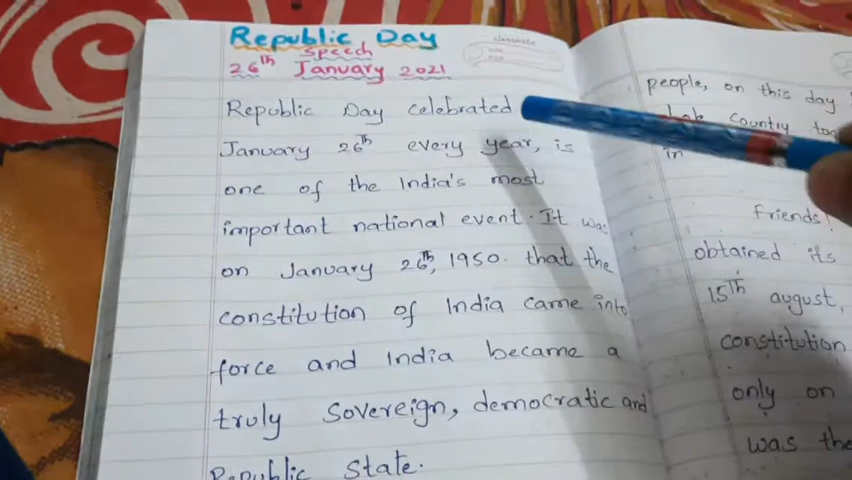 Republic Day
Speech
26th January 2021
classmate
Republic Day celebrated
January 26th every year, is
one of the India's most
important national event. It was
on January 26th, 1950. that the
constitution of India came into
force and India became a
truly Sovereign, democratic and
Republic State.
people, on this day
Country
in
Friends!
obtained its
15th august,
constitution
only on
was the